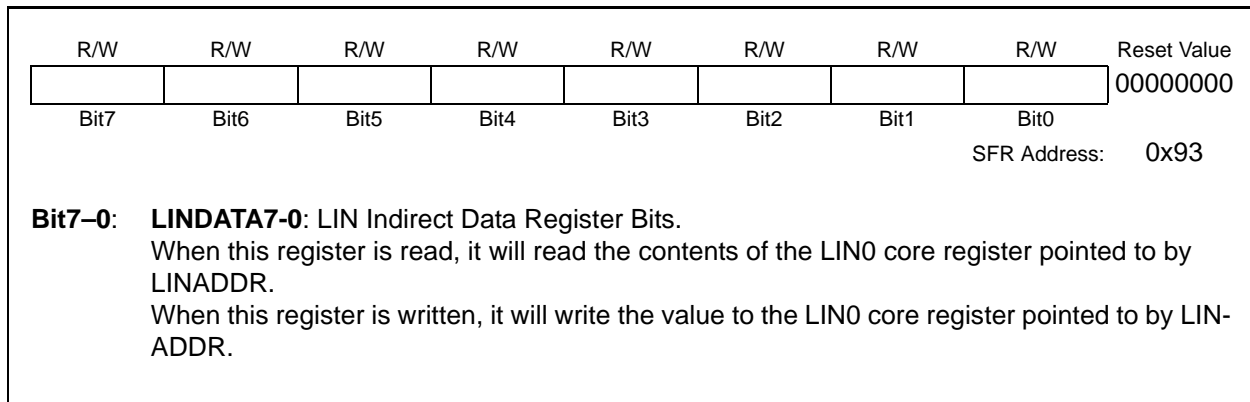 R/W R/W R/W R/W R/W R/W R/W R/W Reset Value
00000000
Bit7 Bit6 Bit5 Bit4 Bit3 Bit2 Bit1 Bit0
SFR Address: 0x93
Bit7–0: LINDATA7-0: LIN Indirect Data Register Bits.
When this register is read, it will read the contents of the LIN0 core register pointed to by
LINADDR.
When this register is written, it will write the value to the LIN0 core register pointed to by LIN-
ADDR.